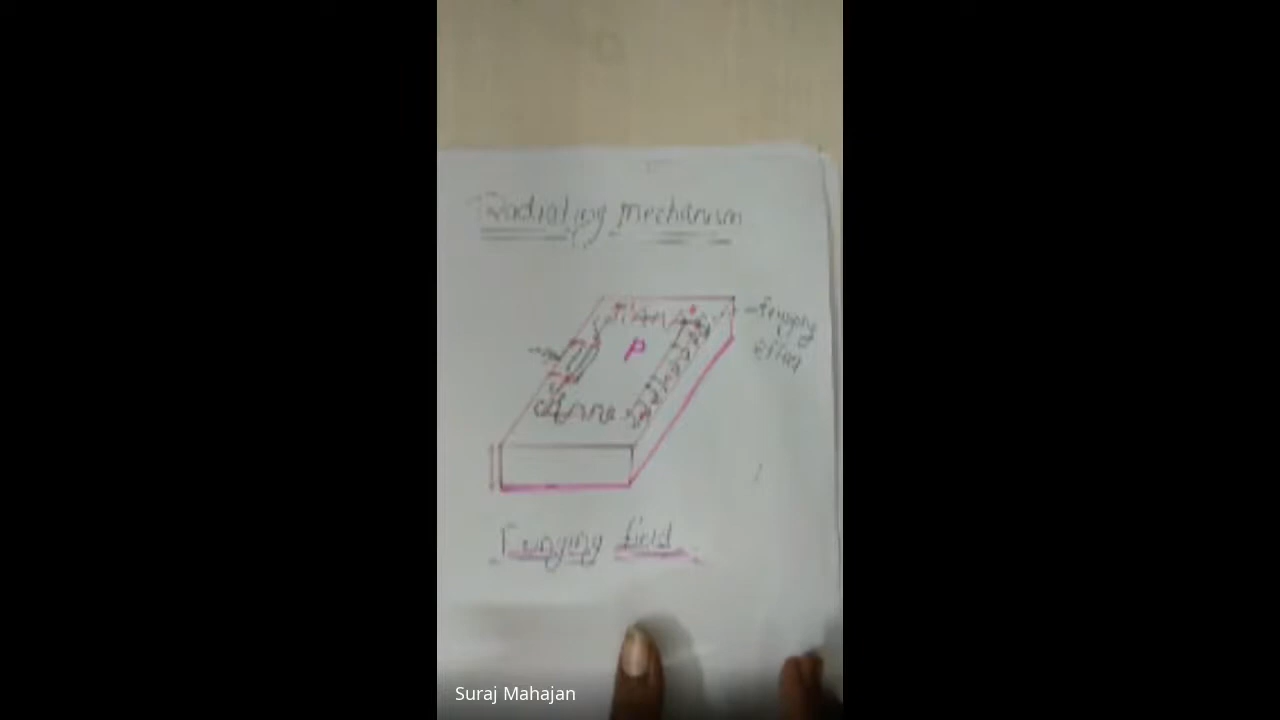 Radiating mechanism
P
Fringing
effect
Fringing field
Suraj Mahajan